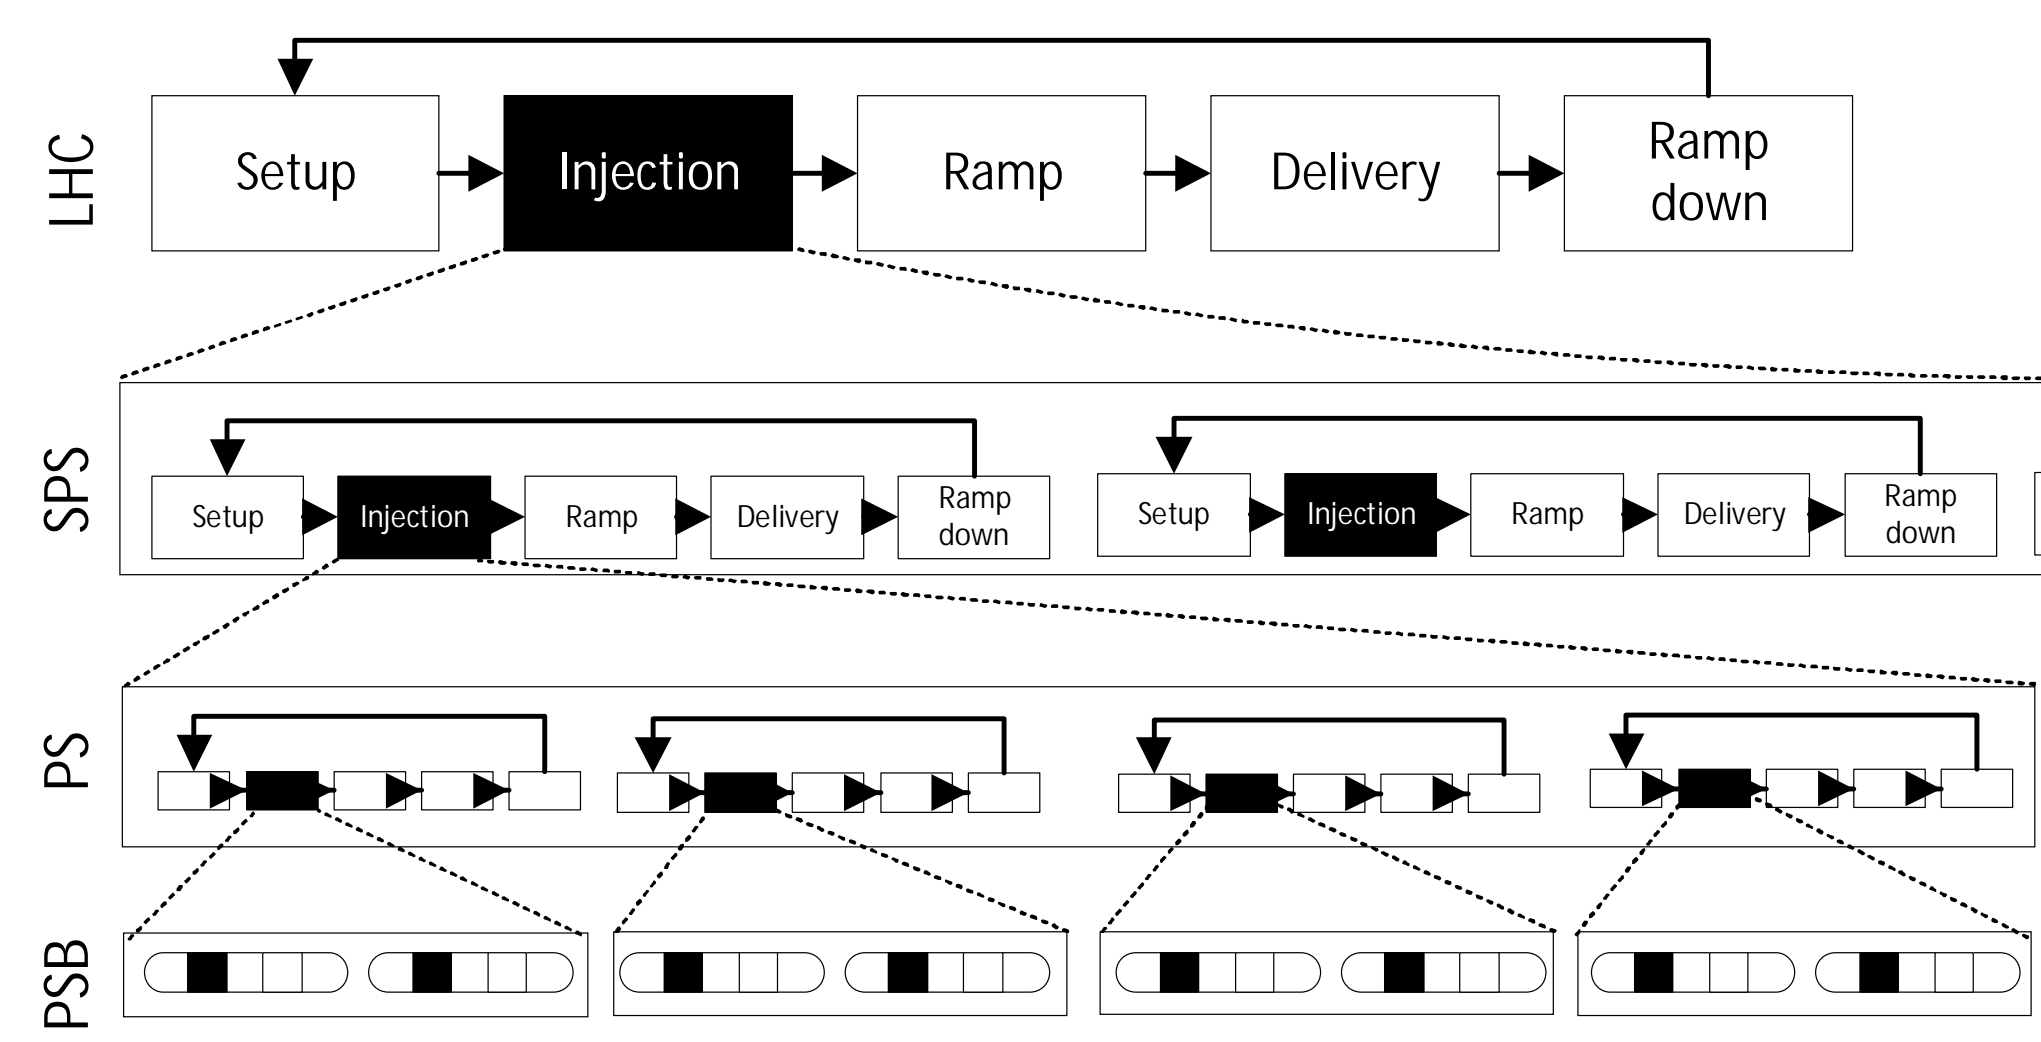 LHC
Setup
Injection
Ramp
Delivery
Ramp
down
SPS
Setup
Injection
Ramp
Delivery
Ramp
down
Setup
Injection
Ramp
Delivery
Ramp
down
PS
PSB